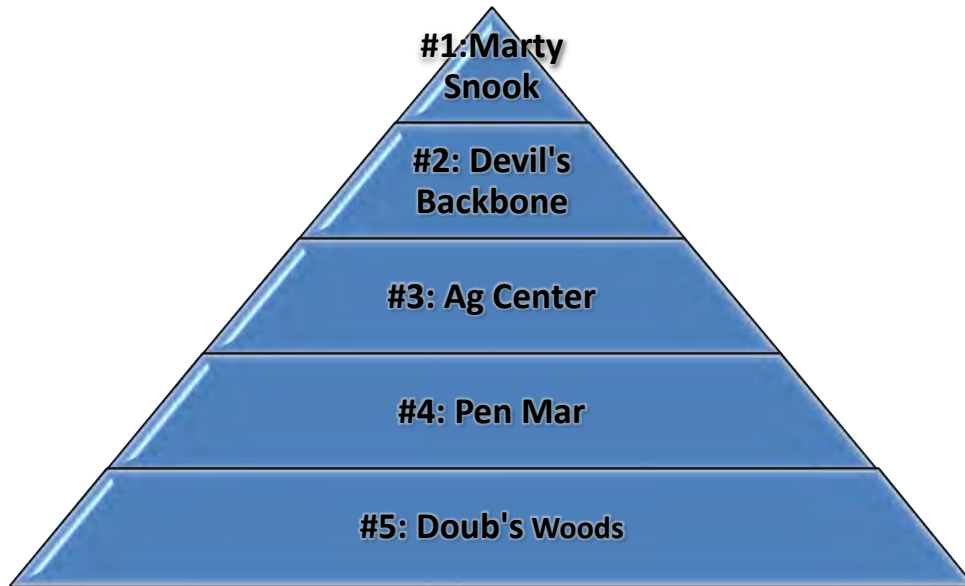 #1:Marty
Snook
#2: Devil's
Backbone
#3: Ag Center
#4: Pen Mar
#5: Doub's Woods